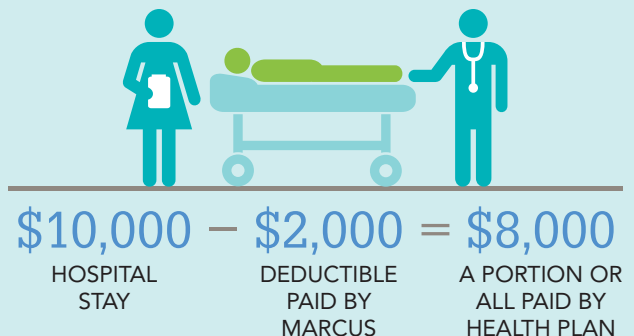 $10,000 – $2,000 = $8,000
HOSPITAL
STAY
DEDUCTIBLE
PAID BY
MARCUS
A PORTION OR
ALL PAID BY
HEALTH PLAN